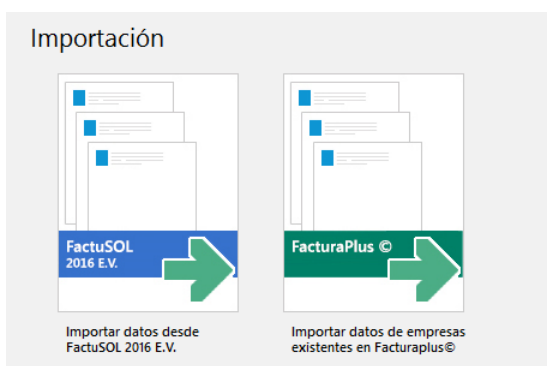 Importación
FactuSOL
2016 E.V.
FacturaPlus ©
Importar datos desde
FactuSOL 2016 E.V.
Importar datos de empresas
existentes en Facturaplus©